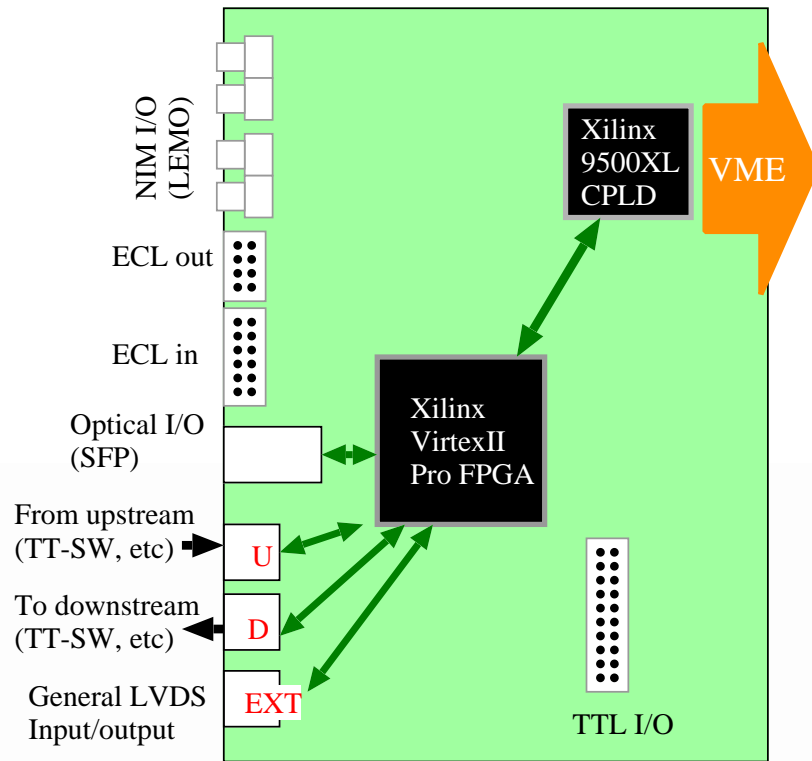 NIM I/O
(LEMO)
Xilinx
9500XL
CPLD
VME
ECL out
ECL in
Xilinx
VirtexII
Pro FPGA
Optical I/O
(SFP)
From upstream
(TT-SW, etc)
U
To downstream
(TT-SW, etc)
D
General LVDS
Input/output
EXT
TTL I/O